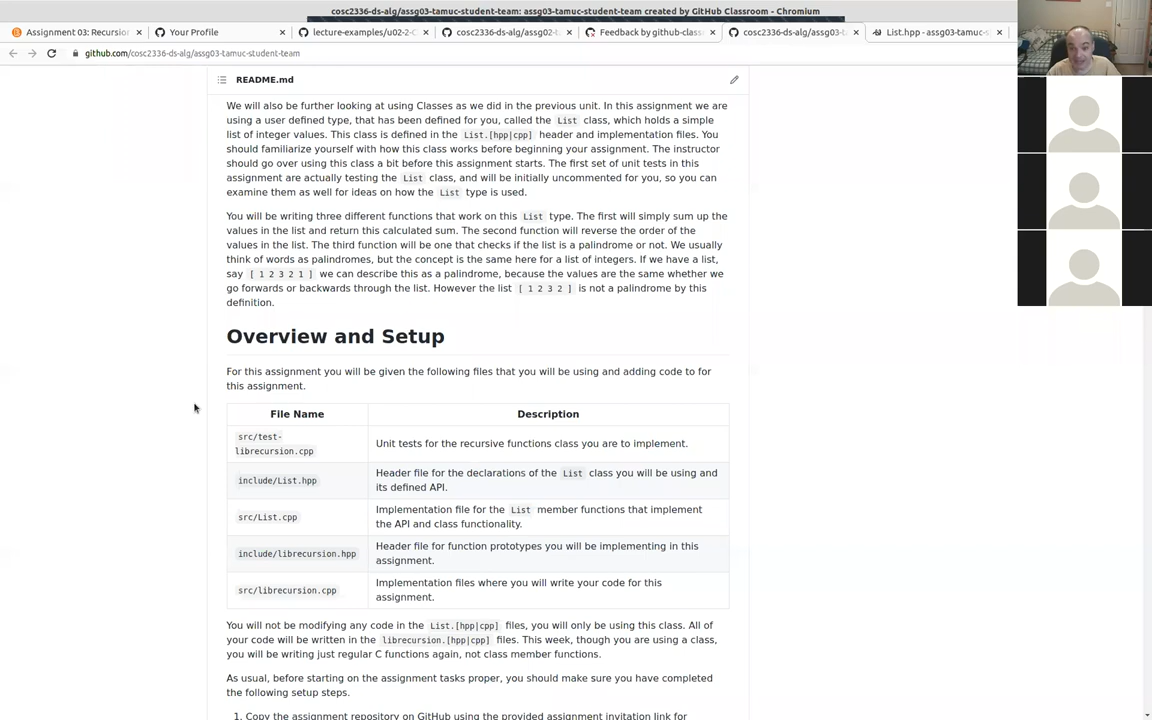 cosc2336-ds-alg/assg03-tamuc-student-team: assg03-tamuc-student-team created by GitHub Classroom - Chromium
Assignment 03: Recursio
Your Profile
lecture-examples/u02-2-C
cosc2336-ds-alg/assg02-t
Feedback by github-class
cosc2336-ds-alg/assg03-t
List.hpp - assg03-tamuc-s
github.com/cosc2336-ds-alg/assg03-tamuc-student-team
README.md
We will also be further looking at using Classes as we did in the previous unit. In this assignment we are
using a user defined type, that has been defined for you, called the List class, which holds a simple
list of integer values. This class is defined in the List.[hpp|cpp] header and implementation files. You
should familiarize yourself with how this class works before beginning your assignment. The instructor
should go over using this class a bit before this assignment starts. The first set of unit tests in this
assignment are actually testing the List class, and will be initially uncommented for you, so you can
examine them as well for ideas on how the List type is used.
You will be writing three different functions that work on this List type. The first will simply sum up the
values in the list and return this calculated sum. The second function will reverse the order of the
values in the list. The third function will be one that checks if the list is a palindrome or not. We usually
think of words as palindromes, but the concept is the same here for a list of integers. If we have a list,
say [ 1 2 3 2 1 ] we can describe this as a palindrome, because the values are the same whether we
go forwards or backwards through the list. However the list [ 1 2 3 2 ] is not a palindrome by this
definition.
Overview and Setup
For this assignment you will be given the following files that you will be using and adding code to for
this assignment.
File Name
Description
src/test-
librecursion.cpp
Unit tests for the recursive functions class you are to implement.
include/List.hpp
Header file for the declarations of the List class you will be using and
its defined API.
src/List.cpp
Implementation file for the List member functions that implement
the API and class functionality.
include/librecursion.hpp
Header file for function prototypes you will be implementing in this
assignment.
src/librecursion.cpp
Implementation files where you will write your code for this
assignment.
You will not be modifying any code in the List.[hpp|cpp] files, you will only be using this class. All of
your code will be written in the librecursion.[hpp|cpp] files. This week, though you are using a class,
you will be writing just regular C functions again, not class member functions.
As usual, before starting on the assignment tasks proper, you should make sure you have completed
the following setup steps.
1. Copy the assignment repository on GitHub using the provided assignment invitation link for